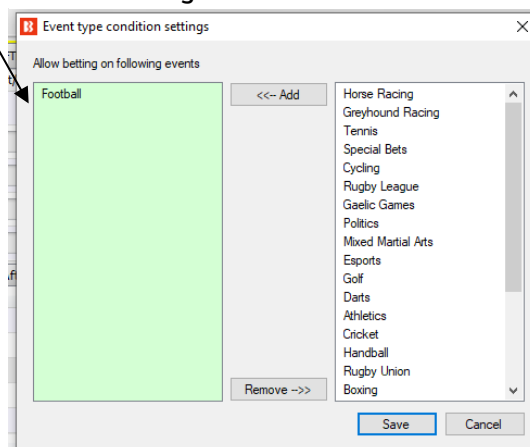 Event type condition settings
Allow betting on following events
Football
<<-- Add
Remove -->>
Horse Racing
Greyhound Racing
Tennis
Special Bets
Cycling
Rugby League
Gaelic Games
Politics
Mixed Martial Arts
Esports
Golf
Darts
Athletics
Cricket
Handball
Rugby Union
Boxing
Save
Cancel